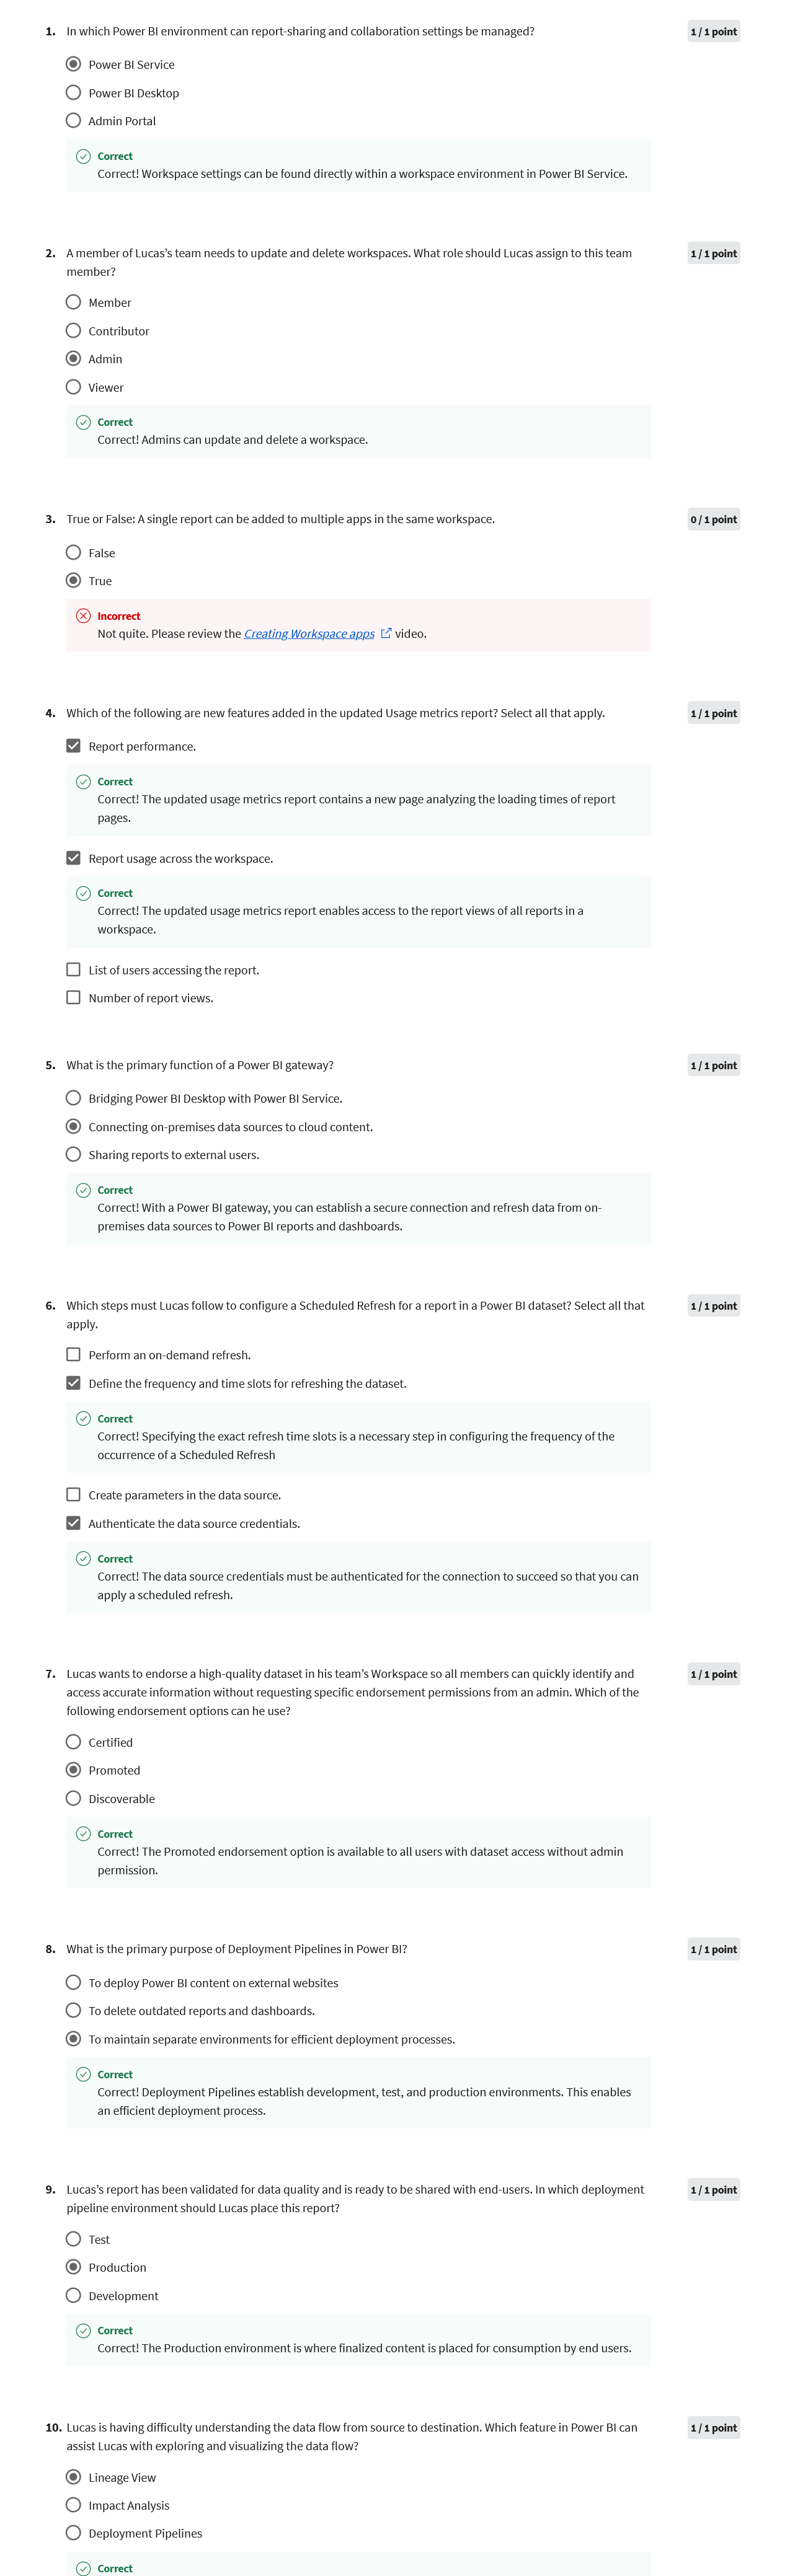 1. In which Power BI environment can report-sharing and collaboration settings be managed?
1 / 1 point
Power BI Service
Power BI Desktop
Admin Portal
Correct
Correct! Workspace settings can be found directly within a workspace environment in Power BI Service.
2. A member of Lucas’s team needs to update and delete workspaces. What role should Lucas assign to this team
member?
1 / 1 point
Member
Contributor
Admin
Viewer
Correct
Correct! Admins can update and delete a workspace.
3. True or False: A single report can be added to multiple apps in the same workspace.
0 / 1 point
False
True
Incorrect
Not quite. Please review the Creating Workspace apps video.
4. Which of the following are new features added in the updated Usage metrics report? Select all that apply.
1 / 1 point
Report performance.
Correct
Correct! The updated usage metrics report contains a new page analyzing the loading times of report
pages.
Report usage across the workspace.
Correct
Correct! The updated usage metrics report enables access to the report views of all reports in a
workspace.
List of users accessing the report.
Number of report views.
5. What is the primary function of a Power BI gateway?
1 / 1 point
Bridging Power BI Desktop with Power BI Service.
Connecting on-premises data sources to cloud content.
Sharing reports to external users.
Correct
Correct! With a Power BI gateway, you can establish a secure connection and refresh data from on-
premises data sources to Power BI reports and dashboards.
6. Which steps must Lucas follow to configure a Scheduled Refresh for a report in a Power BI dataset? Select all that
apply.
1 / 1 point
Perform an on-demand refresh.
Define the frequency and time slots for refreshing the dataset.
Correct
Correct! Specifying the exact refresh time slots is a necessary step in configuring the frequency of the
occurrence of a Scheduled Refresh
Create parameters in the data source.
Authenticate the data source credentials.
Correct
Correct! The data source credentials must be authenticated for the connection to succeed so that you can
apply a scheduled refresh.
7. Lucas wants to endorse a high-quality dataset in his team’s Workspace so all members can quickly identify and
access accurate information without requesting specific endorsement permissions from an admin. Which of the
following endorsement options can he use?
1 / 1 point
Certified
Promoted
Discoverable
Correct
Correct! The Promoted endorsement option is available to all users with dataset access without admin
permission.
8. What is the primary purpose of Deployment Pipelines in Power BI?
1 / 1 point
To deploy Power BI content on external websites
To delete outdated reports and dashboards.
To maintain separate environments for efficient deployment processes.
Correct
Correct! Deployment Pipelines establish development, test, and production environments. This enables
an efficient deployment process.
9. Lucas’s report has been validated for data quality and is ready to be shared with end-users. In which deployment
pipeline environment should Lucas place this report?
1 / 1 point
Test
Production
Development
Correct
Correct! The Production environment is where finalized content is placed for consumption by end users.
10. Lucas is having difficulty understanding the data flow from source to destination. Which feature in Power BI can
assist Lucas with exploring and visualizing the data flow?
1 / 1 point
Lineage View
Impact Analysis
Deployment Pipelines
Correct